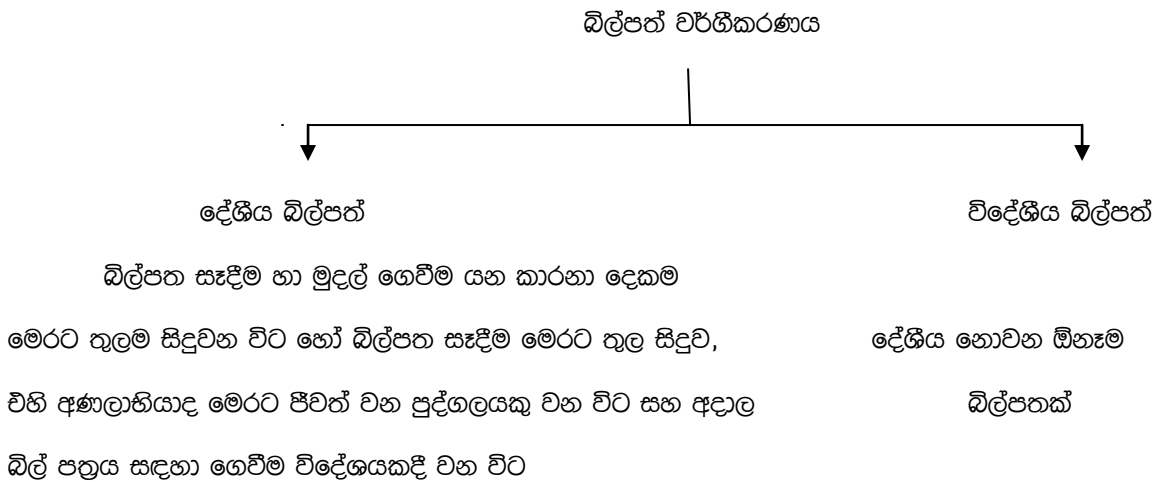 බිල්පත් වර්ගීකරණය
දේශීය බිල්පත්
විදේශීය බිල්පත්
බිල්පත සෑදීම හා මුදල් ගෙවීම යන කාරනා දෙකම
මෙරට තුලම සිදුවන විට හෝ බිල්පත සෑදීම මෙරට තුල සිදුව,
එහි අණලාභියාද මෙරට ජීවත් වන පුද්ගලයකු වන විට සහ අදාල
බිල් පත්‍රය සඳහා ගෙවීම විදේශයකදී වන විට
දේශීය නොවන ඕනෑම
බිල්පතක්